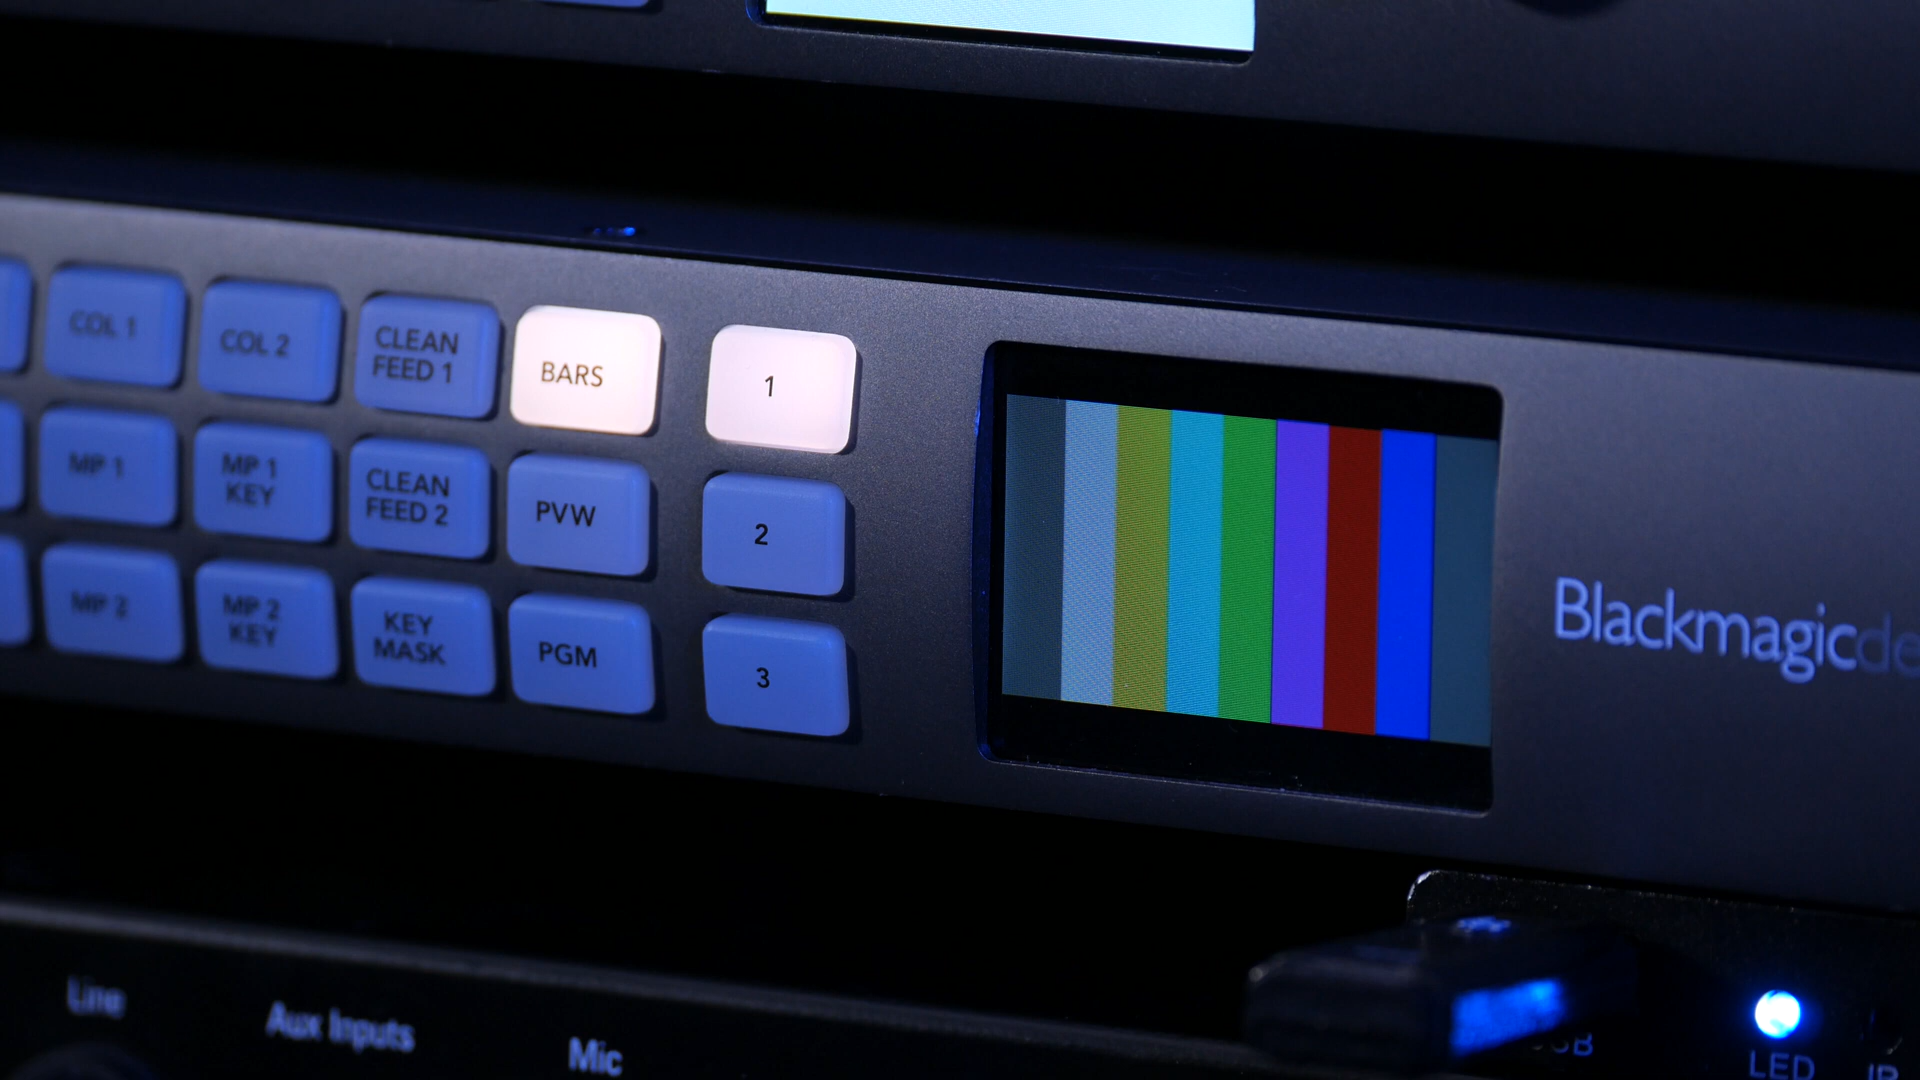 COL 1
COL 2
CLEAN
FEED 1
BARS
1
MP 1
MP 1
KEY
CLEAN
FEED 2
PVW
2
MP 2
MP 2
KEY
KEY
MASK
PGM
3
Blackmagicde
Line
Aux Inputs
Mic
LED